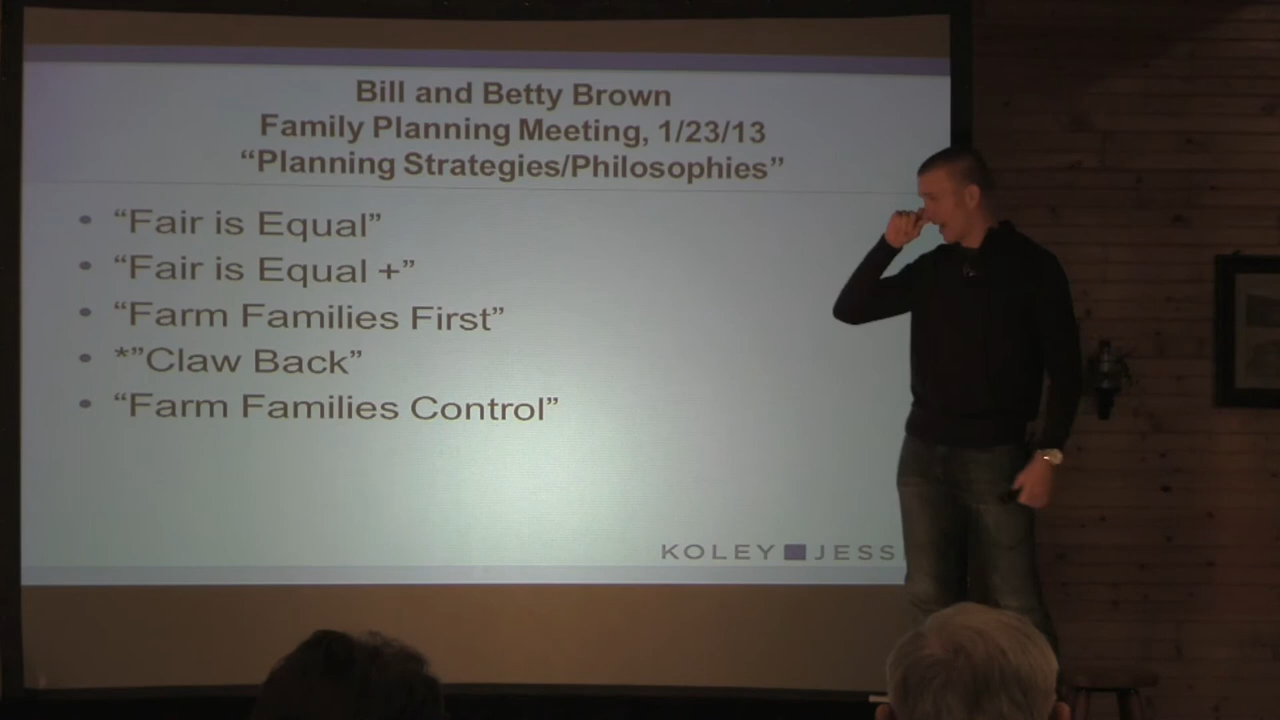 Bill and Betty Brown
Family Planning Meeting, 1/23/13
“Planning Strategies/Philosophies”
• “Fair is Equal”
• “Fair is Equal +”
• “Farm Families First”
• *”Claw Back”
• “Farm Families Control”
KOLEY JESS